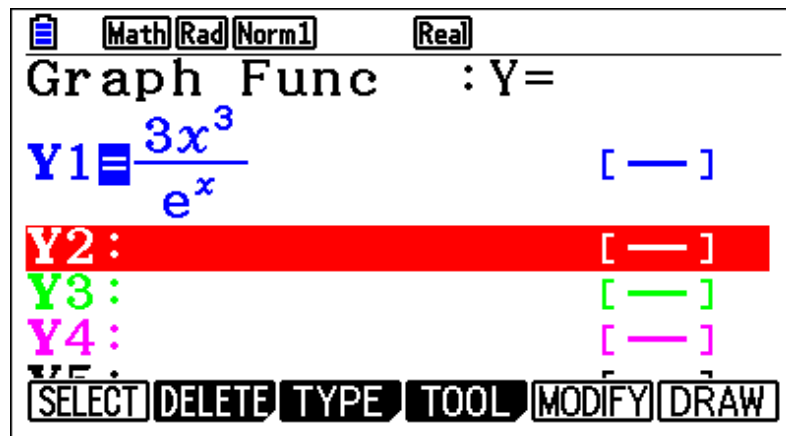 Math Rad Norm1 Real
Graph Func :Y=
Y1=3x³/eˣ [—]
Y2: [—]
Y3: [—]
Y4: [—]
SELECT DELETE TYPE TOOL MODIFY DRAW